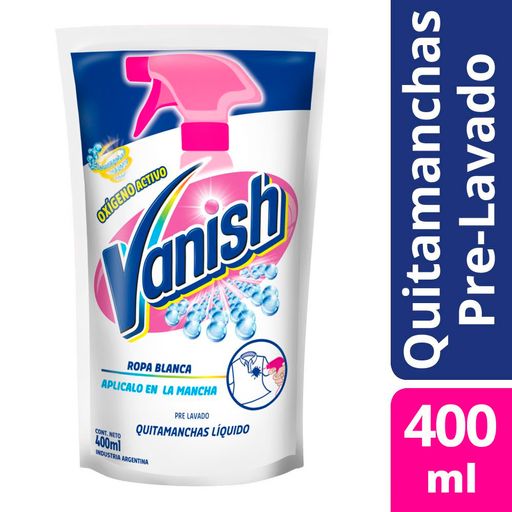 OXÍGENO ACTIVO
Vanish
ROPA BLANCA
APLICALO EN LA MANCHA
PRE LAVADO
QUITAMANCHAS LÍQUIDO
CONT. NETO
400ml
INDUSTRIA ARGENTINA
Quitamanchas
Pre-Lavado
400
ml